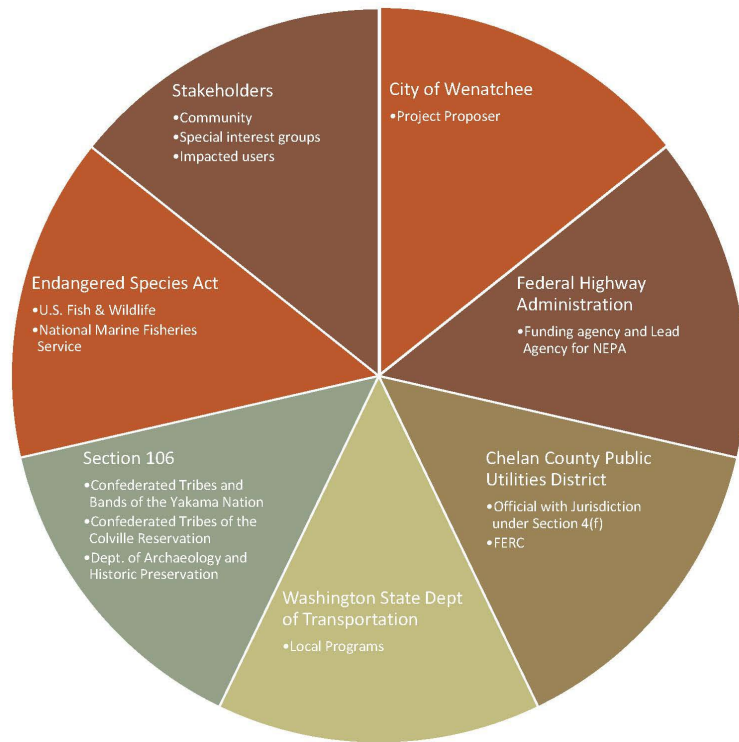 Stakeholders
•Community
•Special interest groups
•Impacted users
City of Wenatchee
•Project Proposer
Federal Highway
Administration
•Funding agency and Lead
Agency for NEPA
Chelan County Public
Utilities District
•Official with Jurisdiction
under Section 4(f)
•FERC
Washington State Dept
of Transportation
•Local Programs
Section 106
•Confederated Tribes and
Bands of the Yakama Nation
•Confederated Tribes of the
Colville Reservation
•Dept. of Archaeology and
Historic Preservation
Endangered Species Act
•U.S. Fish & Wildlife
•National Marine Fisheries
Service